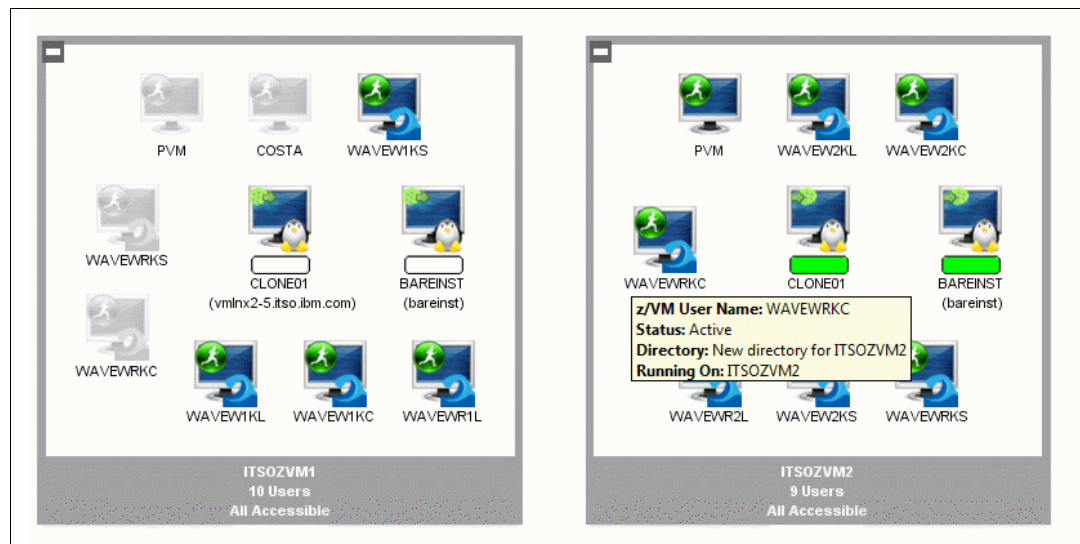 PVM COSTA WAVEW1KS
WAVEWRKS
CLONE01 BAREINST
(vmlnx2-5.itso.ibm.com) (bareinst)
WAVEWRKC
WAVEW1KL WAVEW1KC WAVEWR1L
ITSOZVM1
10 Users
All Accessible
PVM WAVEW2KL WAVEW2KC
WAVEWRKC CLONE01 BAREINST
(bareinst)
z/VM User Name: WAVEWRKC
Status: Active
Directory: New directory for ITSOZVM2
Running On: ITSOZVM2
WAVEWR2L WAVEW2KS WAVEWRKS
ITSOZVM2
9 Users
All Accessible